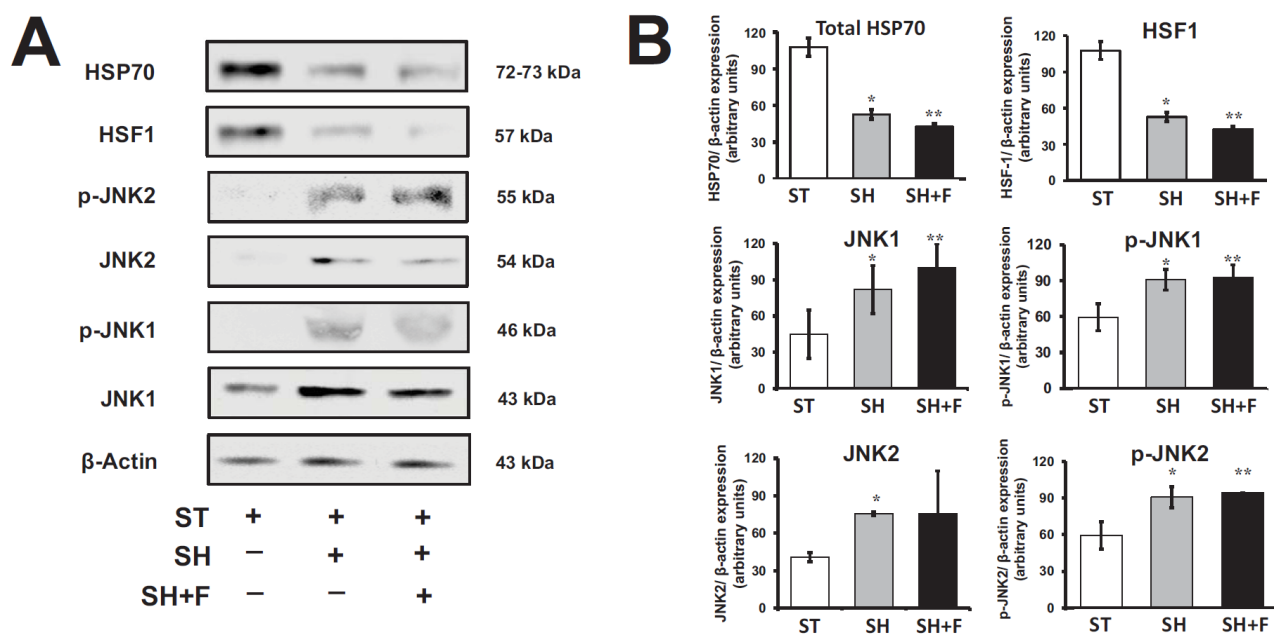 A
HSP70 72-73 kDa
HSF1 57 kDa
p-JNK2 55 kDa
JNK2 54 kDa
p-JNK1 46 kDa
JNK1 43 kDa
β-Actin 43 kDa
ST + + +
SH – + +
SH+F – – +
B
Total HSP70
HSP70/ β-actin expression
(arbitrary units)
120
90
60
30
0
*
**
ST SH SH+F
HSF1
HSF-1/ β-actin expression
(arbitrary units)
120
90
60
30
0
*
**
ST SH SH+F
JNK1
JNK1/ β-actin expression
(arbitrary units)
120
90
60
30
0
*
**
ST SH SH+F
p-JNK1
p-JNK1/ β-actin expression
(arbitrary units)
120
90
60
30
0
*
**
ST SH SH+F
JNK2
JNK2/ β-actin expression
(arbitrary units)
120
90
60
30
0
*
ST SH SH+F
p-JNK2
p-JNK2/ β-actin expression
(arbitrary units)
120
90
60
30
0
*
**
ST SH SH+F